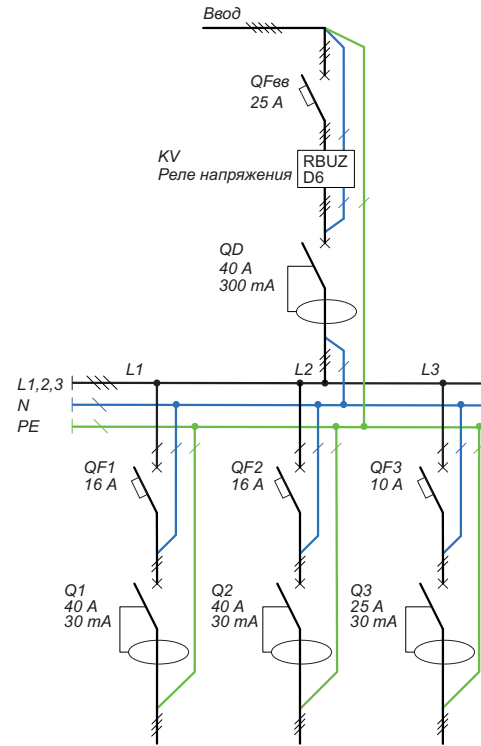 Ввод
QFвв
25 A
KV
Реле напряжения
RBUZ
D6
QD
40 A
300 mA
L1 L2 L3
L1,2,3
N
PE
QF1
16 A
QF2
16 A
QF3
10 A
Q1
40 A
30 mA
Q2
40 A
30 mA
Q3
25 A
30 mA